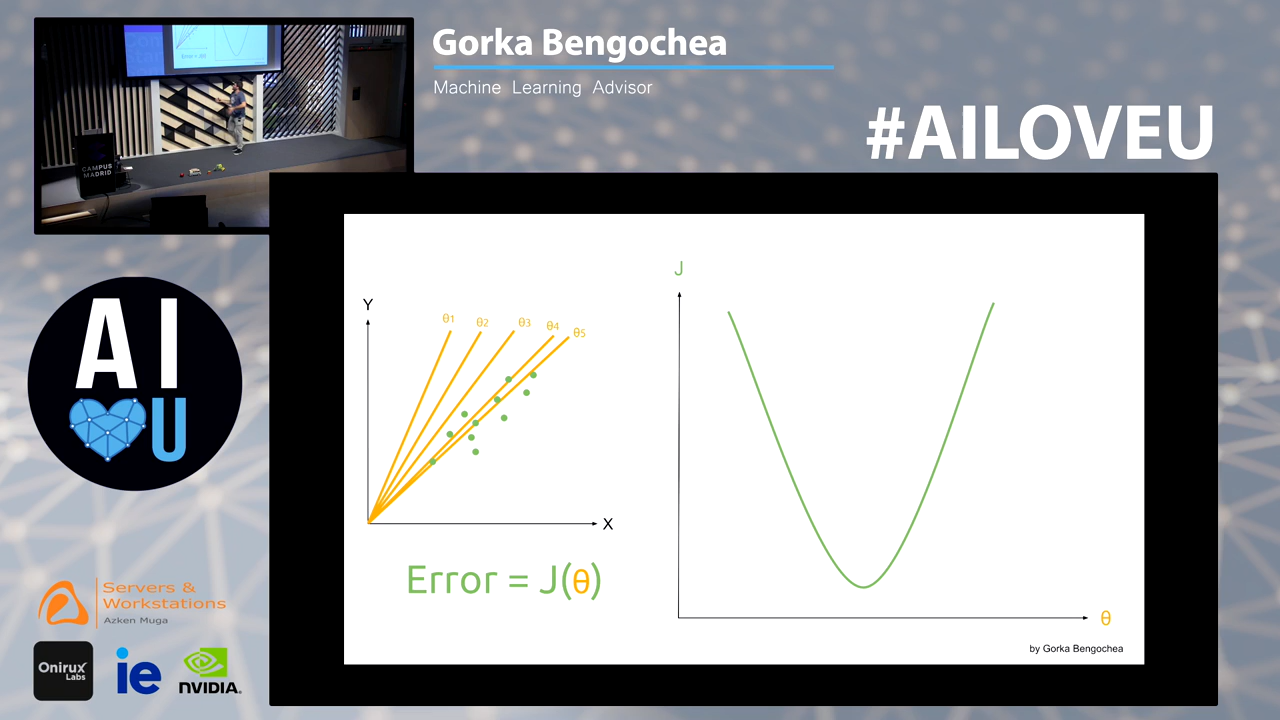 Gorka Bengochea
Machine Learning Advisor
#AILOVEU
CAMPUS
MADRID
AI
U
Servers &
Workstations
Azken Muga
Onirux
Labs
ie
NVIDIA.
Y
θ1
θ2
θ3
θ4
θ5
X
Error = J(θ)
J
θ
by Gorka Bengochea